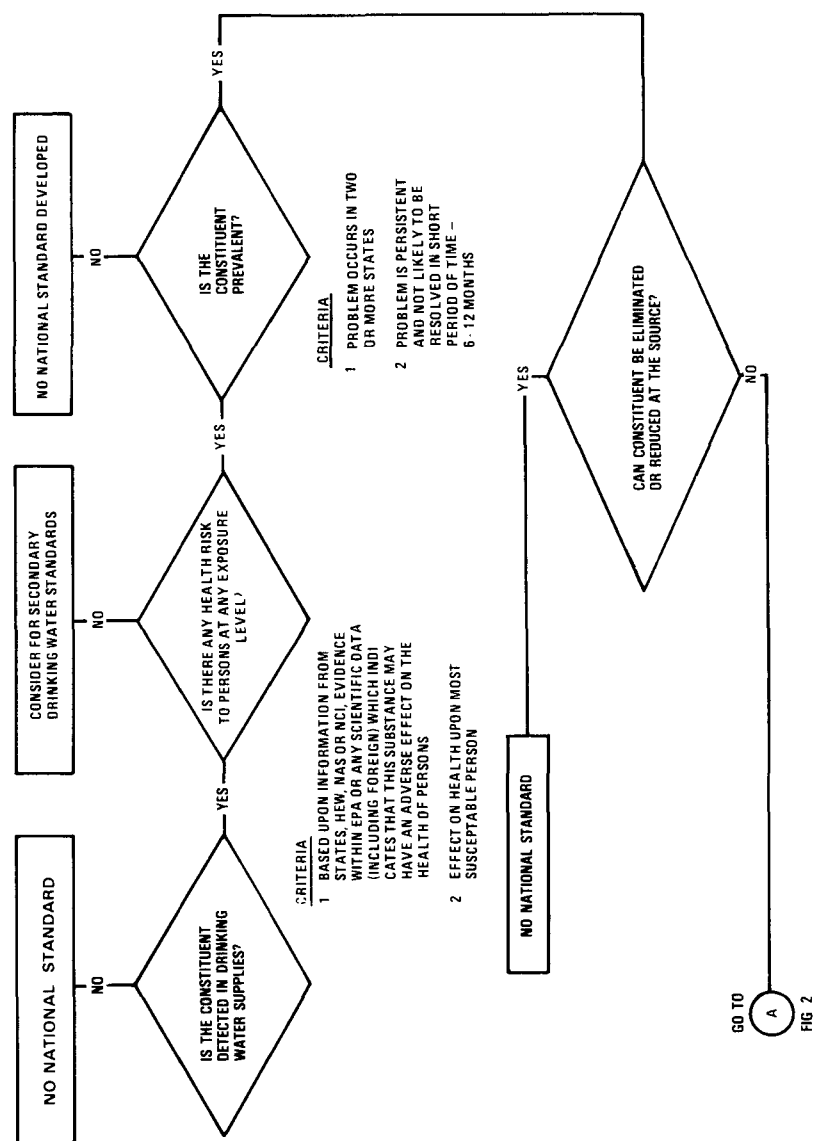 NO NATIONAL STANDARD
NO
IS THE CONSTITUENT
DETECTED IN DRINKING
WATER SUPPLIES?
YES
CONSIDER FOR SECONDARY
DRINKING WATER STANDARDS
NO
IS THERE ANY HEALTH RISK
TO PERSONS AT ANY EXPOSURE
LEVEL)
CRITERIA
1 BASED UPON INFORMATION FROM
STATES, HEW, NAS OR NCI, EVIDENCE
WITHIN EPA OR ANY SCIENTIFIC DATA
(INCLUDING FOREIGN) WHICH INDI
CATES THAT THIS SUBSTANCE MAY
HAVE AN ADVERSE EFFECT ON THE
HEALTH OF PERSONS
2 EFFECT ON HEALTH UPON MOST
SUSCEPTABLE PERSON
YES
NO NATIONAL STANDARD DEVELOPED
NO
IS THE
CONSTITUENT
PREVALENT?
CRITERIA
1 PROBLEM OCCURS IN TWO
OR MORE STATES
2 PROBLEM IS PERSISTENT
AND NOT LIKELY TO BE
RESOLVED IN SHORT
PERIOD OF TIME –
6-12 MONTHS
YES
CAN CONSTITUENT BE ELIMINATED
OR REDUCED AT THE SOURCE?
YES
NO NATIONAL STANDARD
NO
GO TO
A
FIG 2